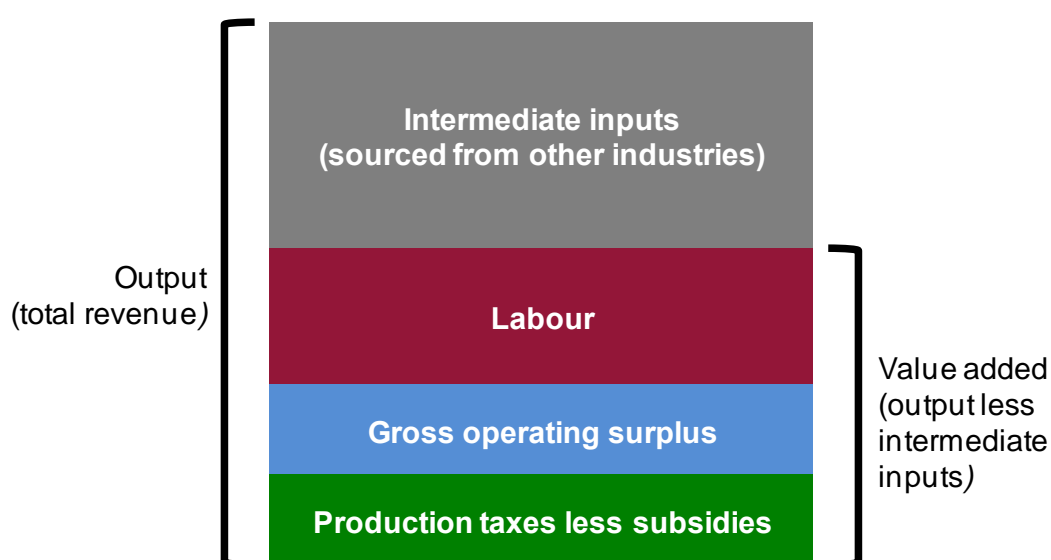 Intermediate inputs
(sourced from other industries)
Output
(total revenue)
Labour
Value added
(output less
intermediate
inputs)
Gross operating surplus
Production taxes less subsidies